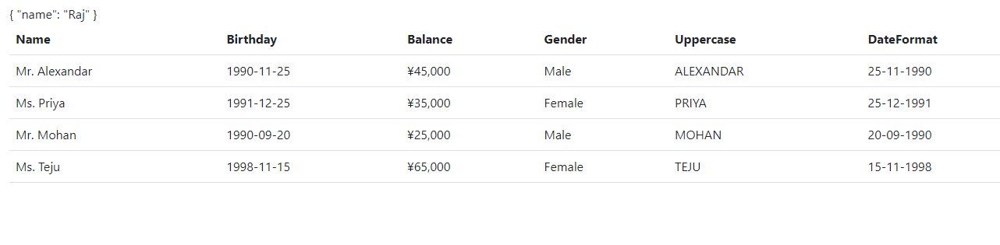 { "name": "Raj" }
Name Birthday Balance Gender Uppercase DateFormat
Mr. Alexandar 1990-11-25 ¥45,000 Male ALEXANDAR 25-11-1990
Ms. Priya 1991-12-25 ¥35,000 Female PRIYA 25-12-1991
Mr. Mohan 1990-09-20 ¥25,000 Male MOHAN 20-09-1990
Ms. Teju 1998-11-15 ¥65,000 Female TEJU 15-11-1998